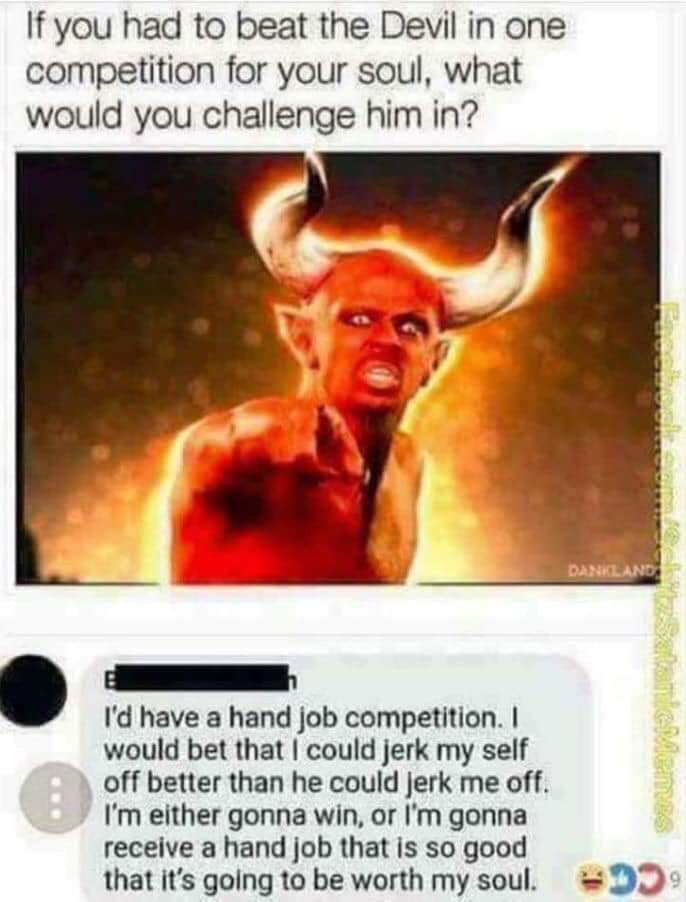 If you had to beat the Devil in one
competition for your soul, what
would you challenge him in?
DANKLAND
I'd have a hand job competition. I
would bet that I could jerk my self
off better than he could jerk me off.
I'm either gonna win, or I'm gonna
receive a hand job that is so good
that it's going to be worth my soul.
9